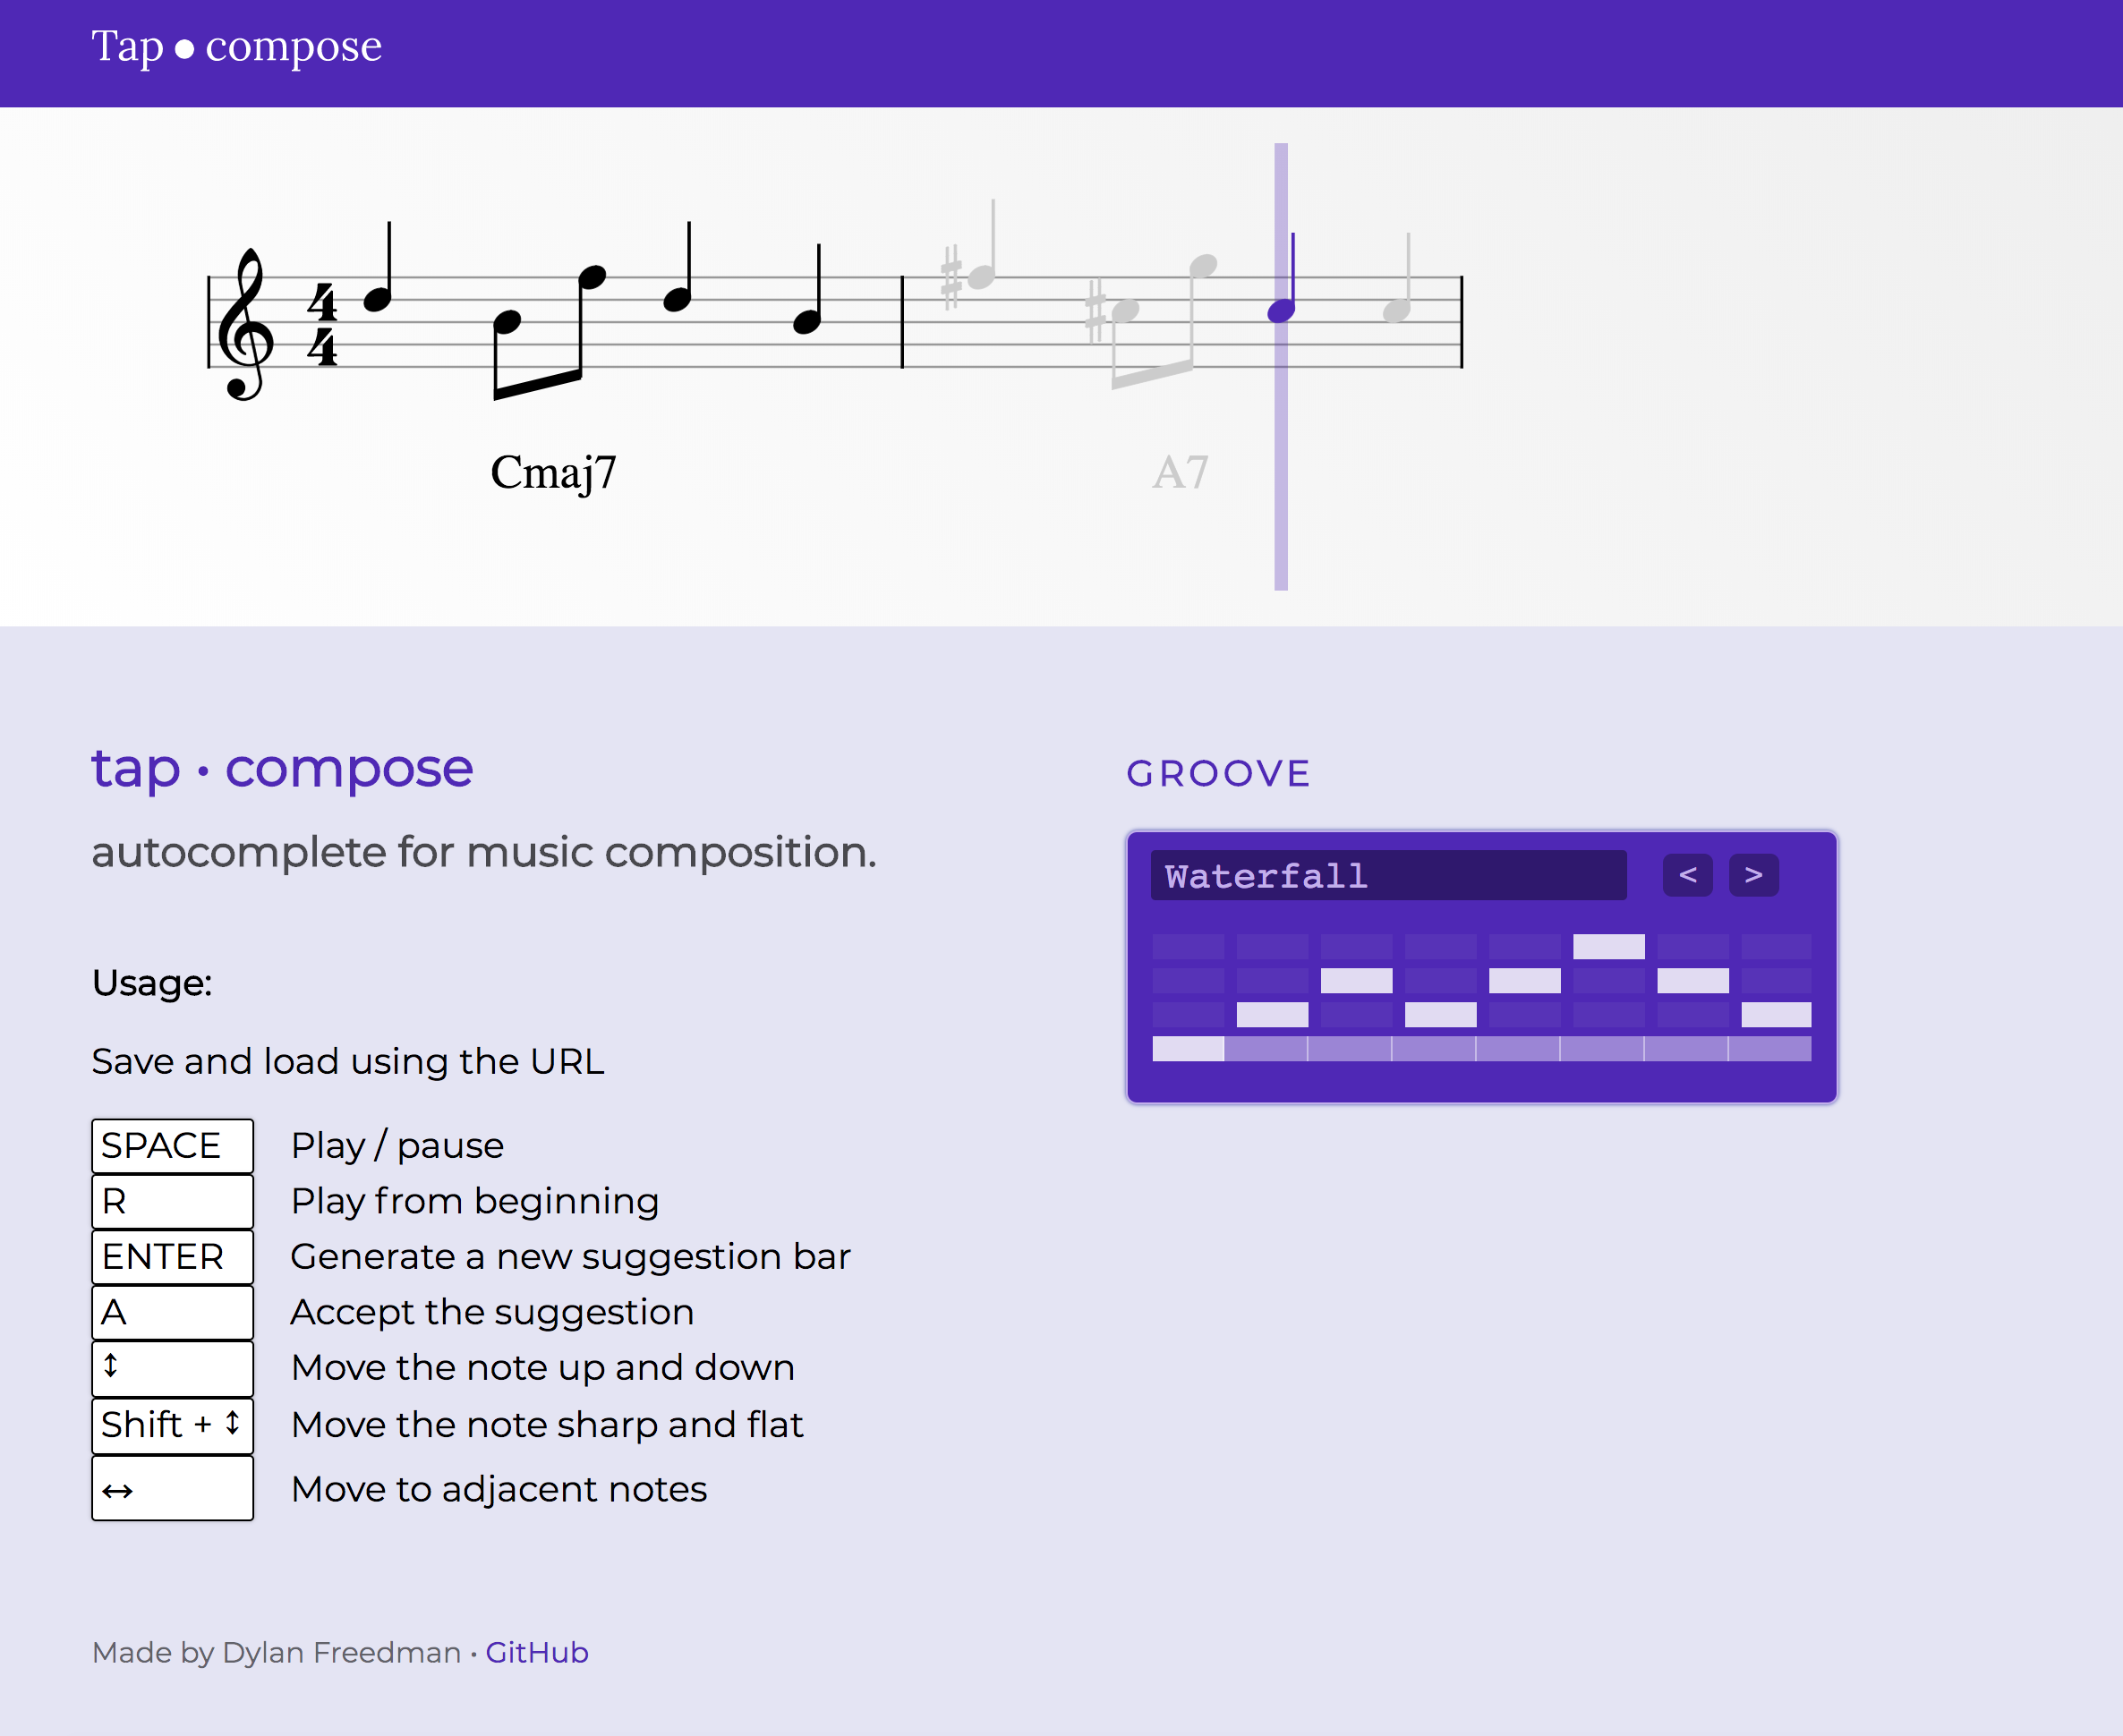 Tap ● compose
4
4
Cmaj7 A7
tap · compose
autocomplete for music composition.
Usage:
Save and load using the URL
SPACE Play / pause
R Play from beginning
ENTER Generate a new suggestion bar
A Accept the suggestion
↕ Move the note up and down
Shift + ↕ Move the note sharp and flat
↔ Move to adjacent notes
Made by Dylan Freedman · GitHub
GROOVE
Waterfall < >